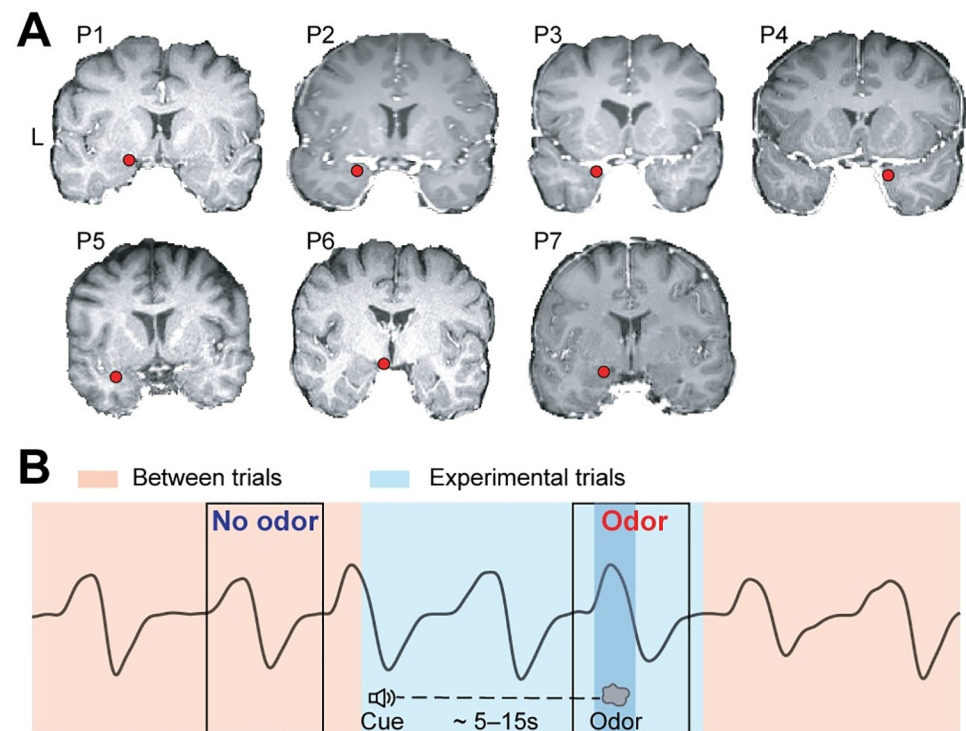 A
P1
P2
P3
P4
L
P5
P6
P7
B
Between trials
Experimental trials
No odor
Odor
Cue
~ 5–15s
Odor